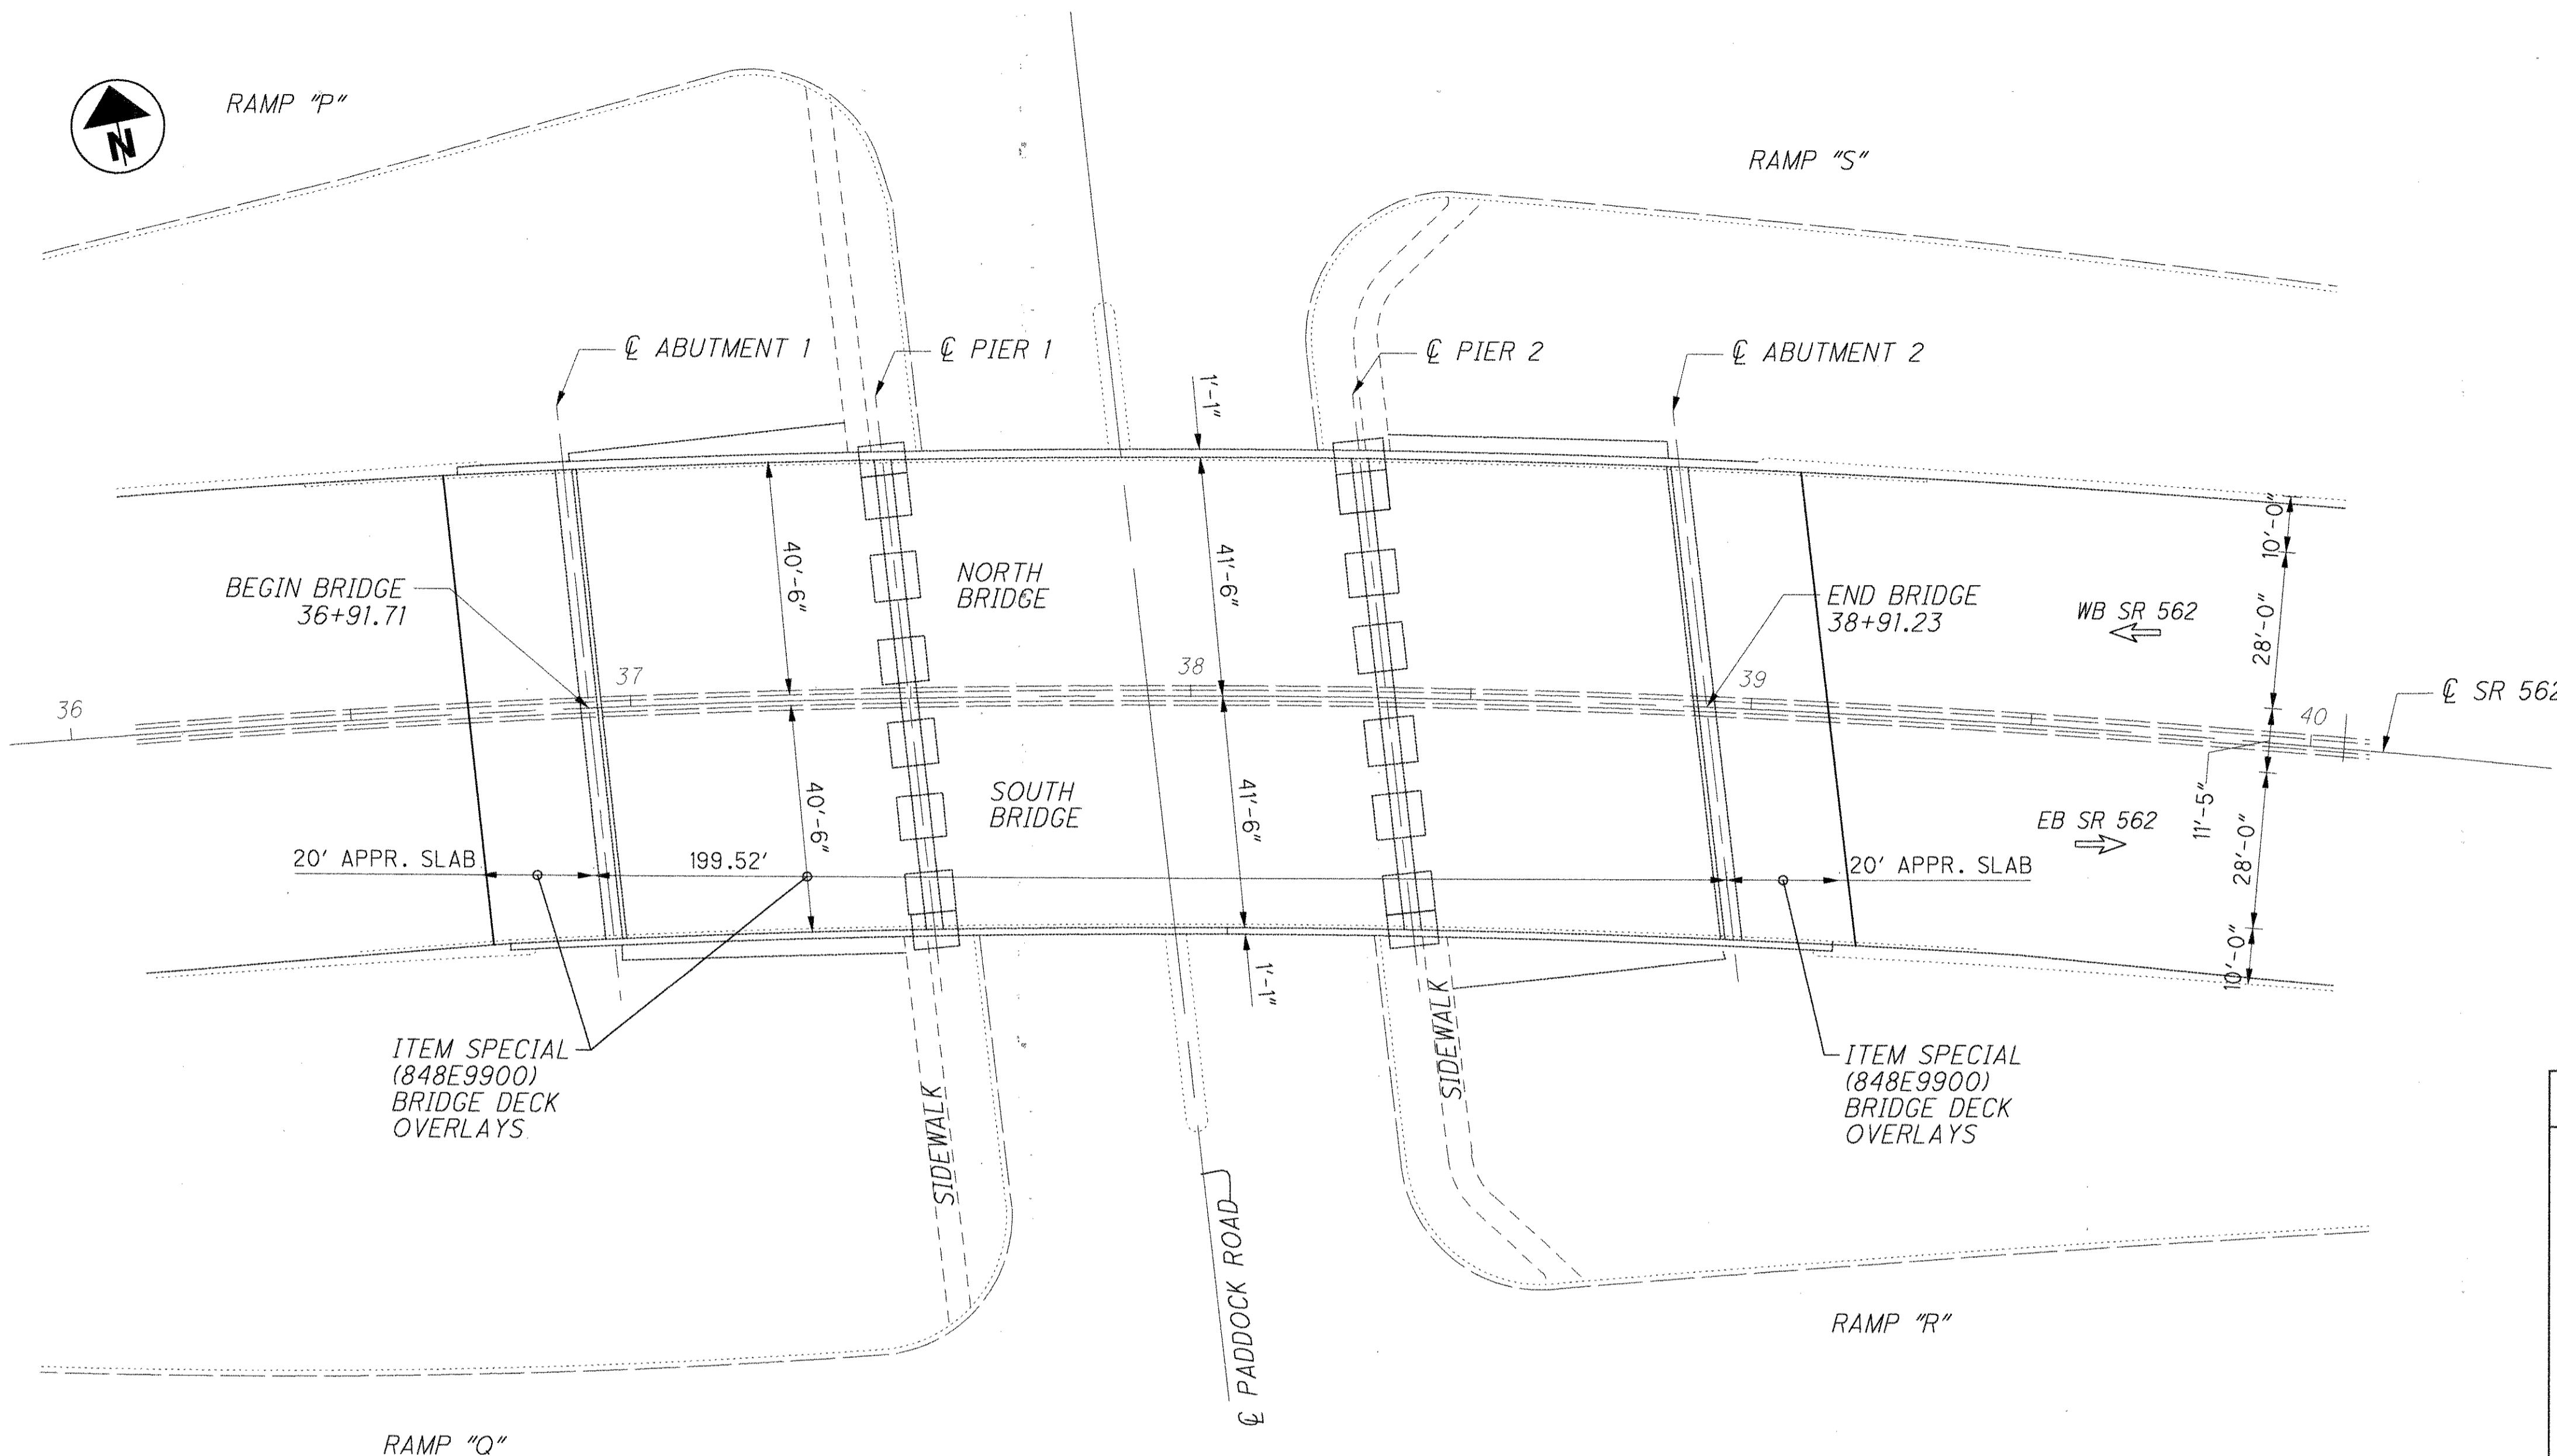 N
RAMP "P"
RAMP "S"
℄ ABUTMENT 1
℄ PIER 1
1'-1"
℄ PIER 2
℄ ABUTMENT 2
BEGIN BRIDGE
36+91.71
40'-6"
NORTH
BRIDGE
41'-6"
END BRIDGE
38+91.23
WB SR 562
10'-0"
28'-0"
36
37
38
39
40
℄ SR 562
11'-5"
20' APPR. SLAB
199.52'
40'-6"
SOUTH
BRIDGE
41'-6"
20' APPR. SLAB
EB SR 562
28'-0"
10'-0"
1'-1"
ITEM SPECIAL
(848E9900)
BRIDGE DECK
OVERLAYS
SIDEWALK
SIDEWALK
ITEM SPECIAL
(848E9900)
BRIDGE DECK
OVERLAYS
℄ PADDOCK ROAD
RAMP "R"
RAMP "Q"